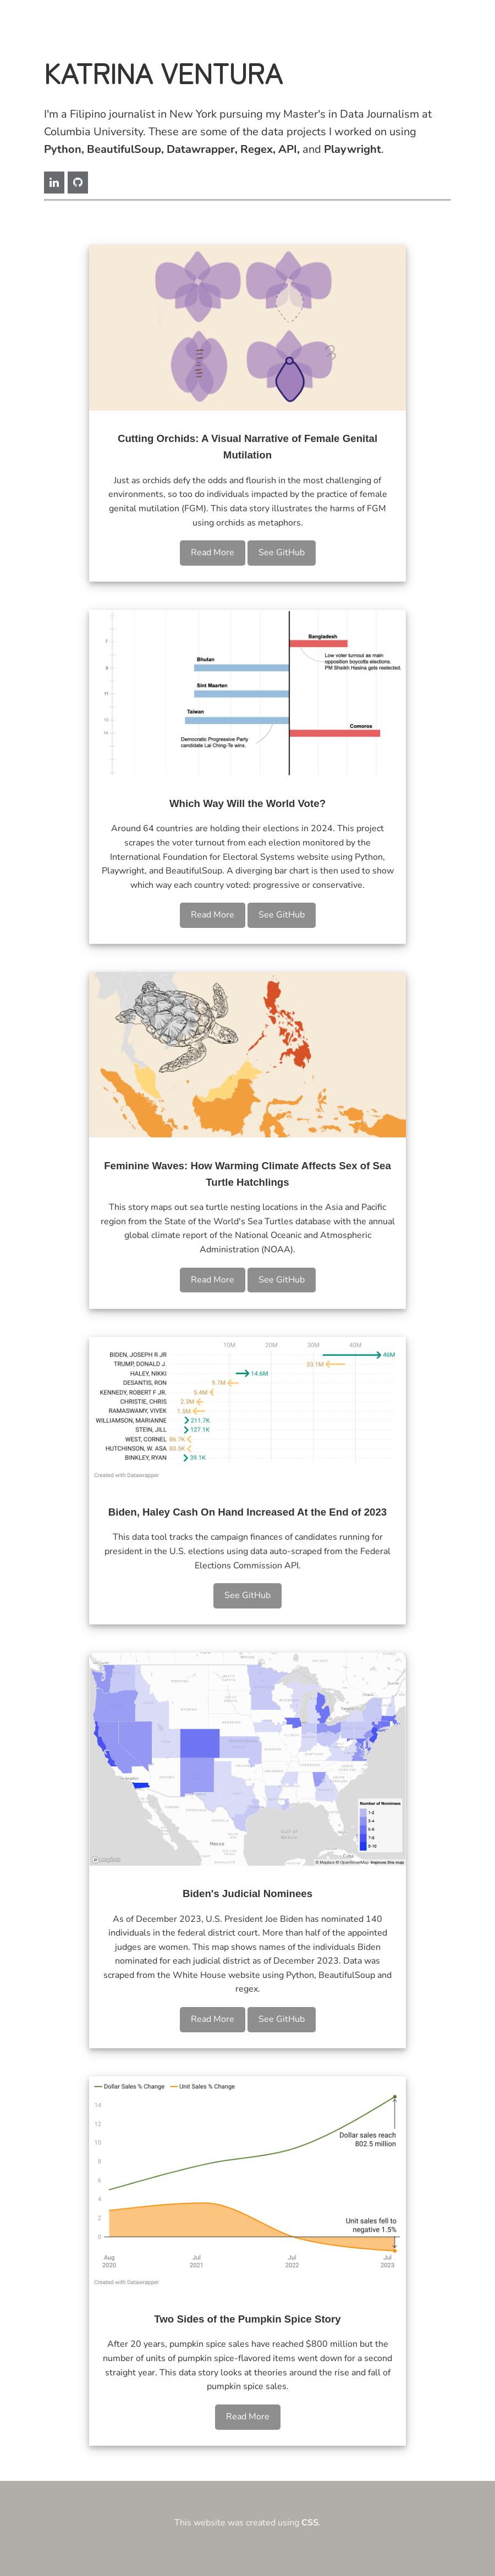 KATRINA VENTURA
I'm a Filipino journalist in New York pursuing my Master's in Data Journalism at
Columbia University. These are some of the data projects I worked on using
Python, BeautifulSoup, Datawrapper, Regex, API, and Playwright.
in
Cutting Orchids: A Visual Narrative of Female Genital
Mutilation
Just as orchids defy the odds and flourish in the most challenging of
environments, so too do individuals impacted by the practice of female
genital mutilation (FGM). This data story illustrates the harms of FGM
using orchids as metaphors.
Read More See GitHub
Bangladesh
Low voter turnout as main
opposition boycotts elections.
PM Sheikh Hasina gets reelected.
Bhutan
Sint Maarten
Taiwan
Comoros
Democratic Progressive Party
candidate Lai Ching-Te wins.
Which Way Will the World Vote?
Around 64 countries are holding their elections in 2024. This project
scrapes the voter turnout from each election monitored by the
International Foundation for Electoral Systems website using Python,
Playwright, and BeautifulSoup. A diverging bar chart is then used to show
which way each country voted: progressive or conservative.
Read More See GitHub
Feminine Waves: How Warming Climate Affects Sex of Sea
Turtle Hatchlings
This story maps out sea turtle nesting locations in the Asia and Pacific
region from the State of the World's Sea Turtles database with the annual
global climate report of the National Oceanic and Atmospheric
Administration (NOAA).
Read More See GitHub
10M 20M 30M 40M
BIDEN, JOSEPH R JR 46M
TRUMP, DONALD J. 33.1M
HALEY, NIKKI 14.6M
DESANTIS, RON 9.7M
KENNEDY, ROBERT F JR. 5.4M
CHRISTIE, CHRIS 2.3M
RAMASWAMY, VIVEK 1.5M
WILLIAMSON, MARIANNE 211.7K
STEIN, JILL 127.1K
WEST, CORNEL 86.7K
HUTCHINSON, W. ASA 80.5K
BINKLEY, RYAN 39.1K
Created with Datawrapper
Biden, Haley Cash On Hand Increased At the End of 2023
This data tool tracks the campaign finances of candidates running for
president in the U.S. elections using data auto-scraped from the Federal
Elections Commission API.
See GitHub
Number of Nominees
1-2
3-4
5-6
7-8
9-10
Gulf of
Mexico
Mexico
Cuba
mapbox
© Mapbox © OpenStreetMap Improve this map
Biden's Judicial Nominees
As of December 2023, U.S. President Joe Biden has nominated 140
individuals in the federal district court. More than half of the appointed
judges are women. This map shows names of the individuals Biden
nominated for each judicial district as of December 2023. Data was
scraped from the White House website using Python, BeautifulSoup and
regex.
Read More See GitHub
Dollar Sales % Change Unit Sales % Change
14
12
10
8
6
4
2
0
Dollar sales reach
802.5 million
Unit sales fell to
negative 1.5%
Aug Jul Jul Jul
2020 2021 2022 2023
Created with Datawrapper
Two Sides of the Pumpkin Spice Story
After 20 years, pumpkin spice sales have reached $800 million but the
number of units of pumpkin spice-flavored items went down for a second
straight year. This data story looks at theories around the rise and fall of
pumpkin spice sales.
Read More
This website was created using CSS.